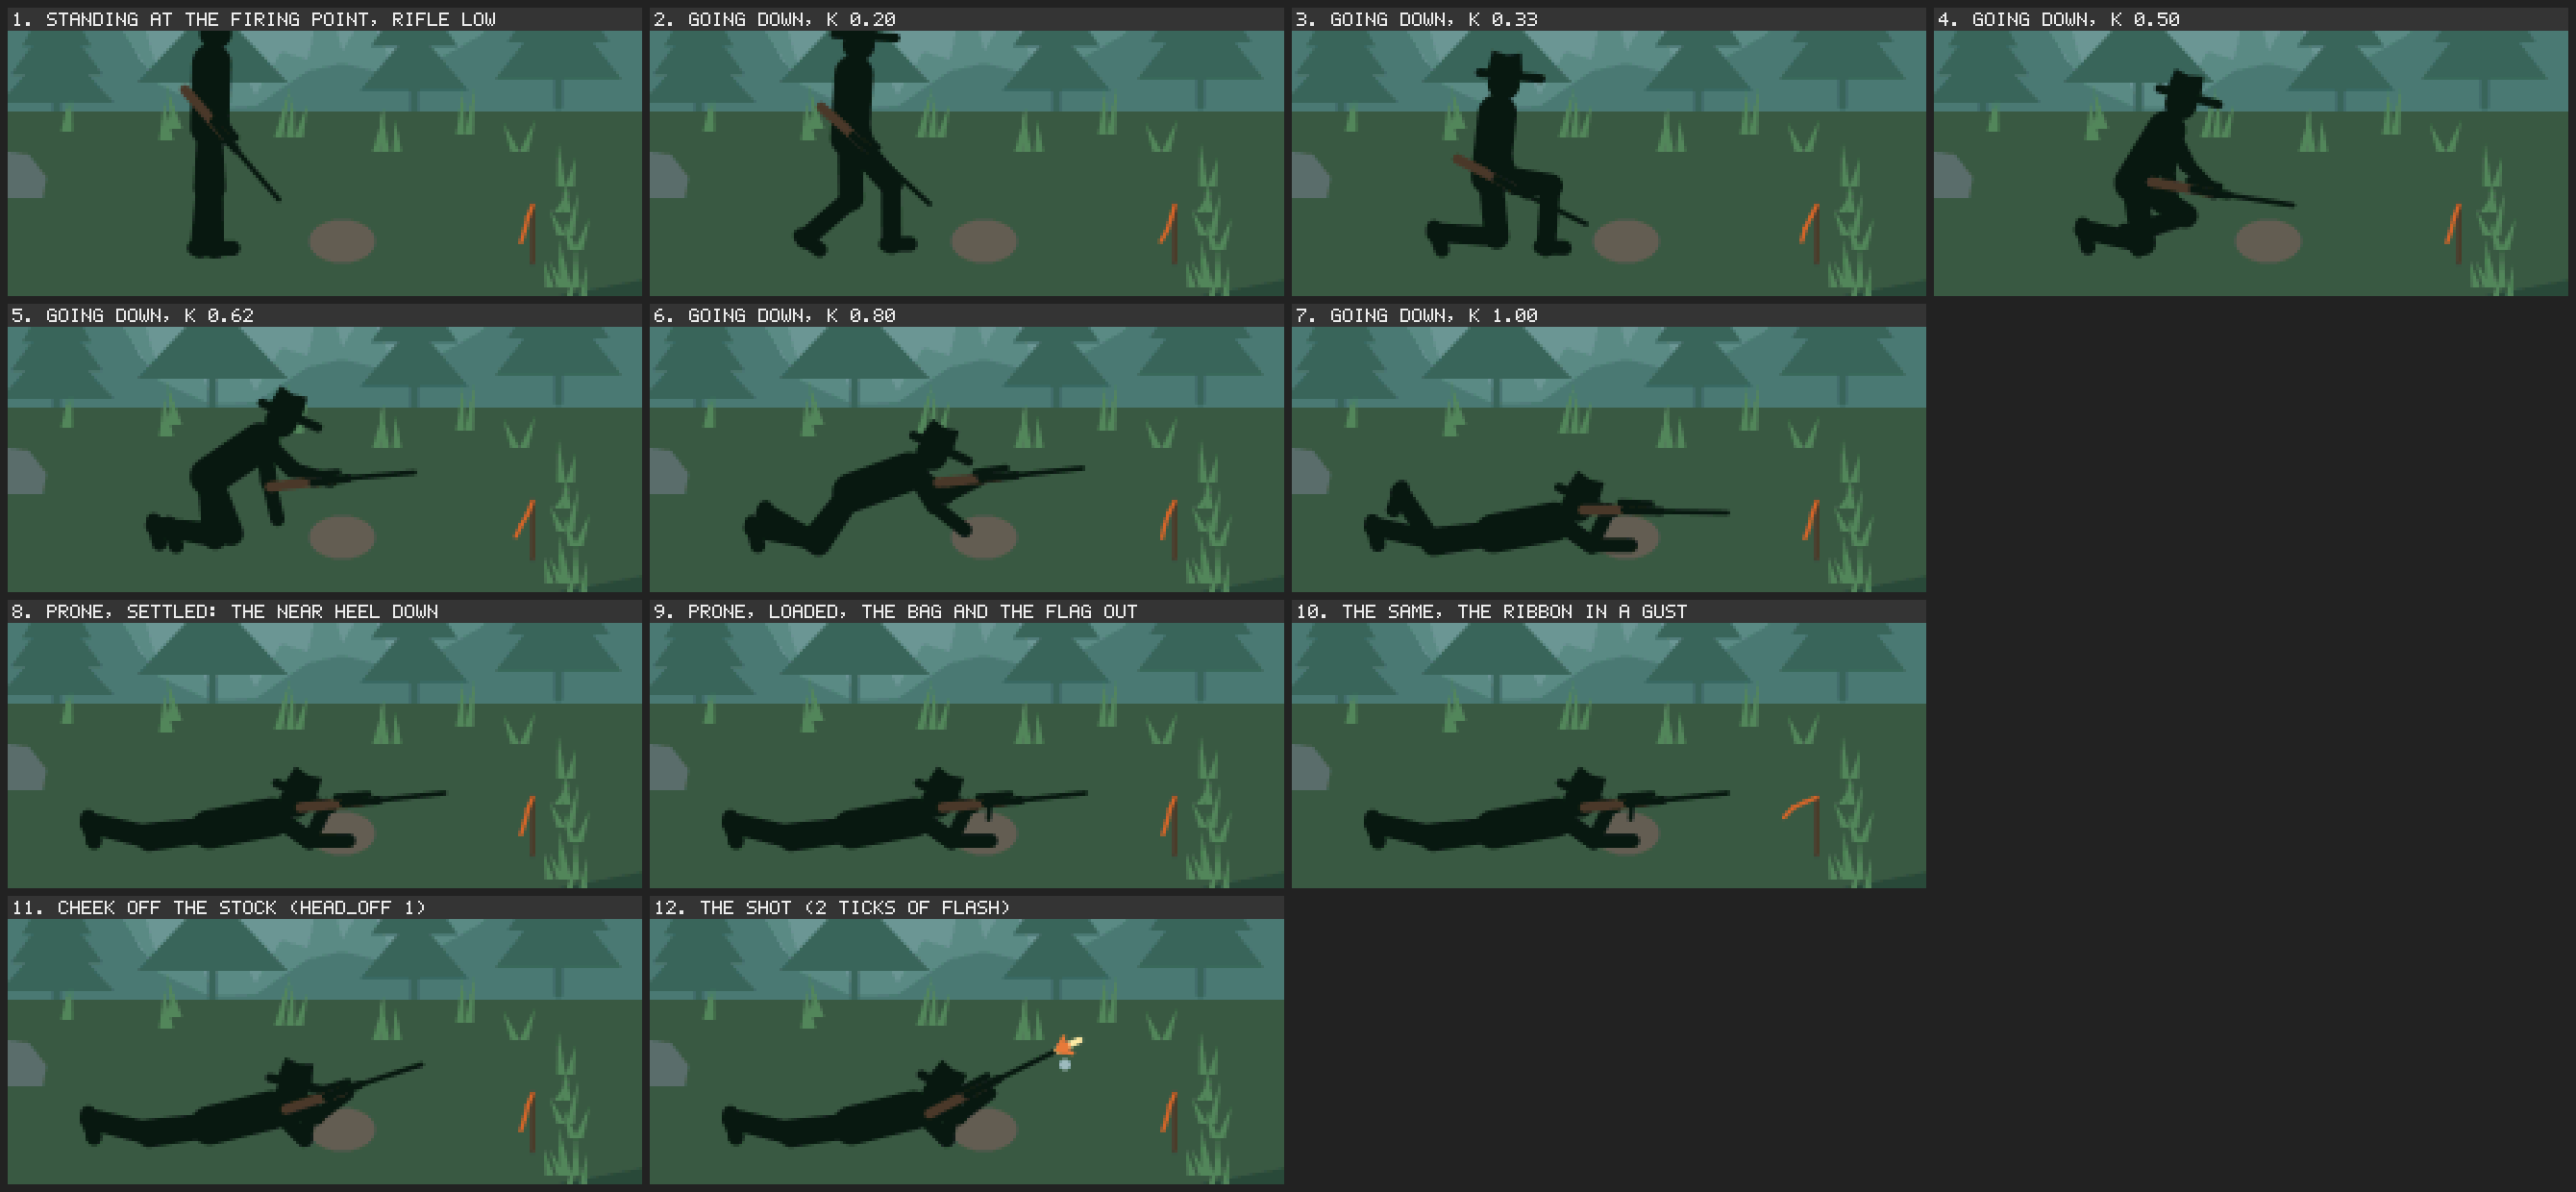 1. STANDING AT THE FIRING POINT, RIFLE LOW
2. GOING DOWN, K 0.20
3. GOING DOWN, K 0.33
4. GOING DOWN, K 0.50
5. GOING DOWN, K 0.62
6. GOING DOWN, K 0.80
7. GOING DOWN, K 1.00
8. PRONE, SETTLED: THE NEAR HEEL DOWN
9. PRONE, LOADED, THE BAG AND THE FLAG OUT
10. THE SAME, THE RIBBON IN A GUST
11. CHEEK OFF THE STOCK (HEAD_OFF 1)
12. THE SHOT (2 TICKS OF FLASH)